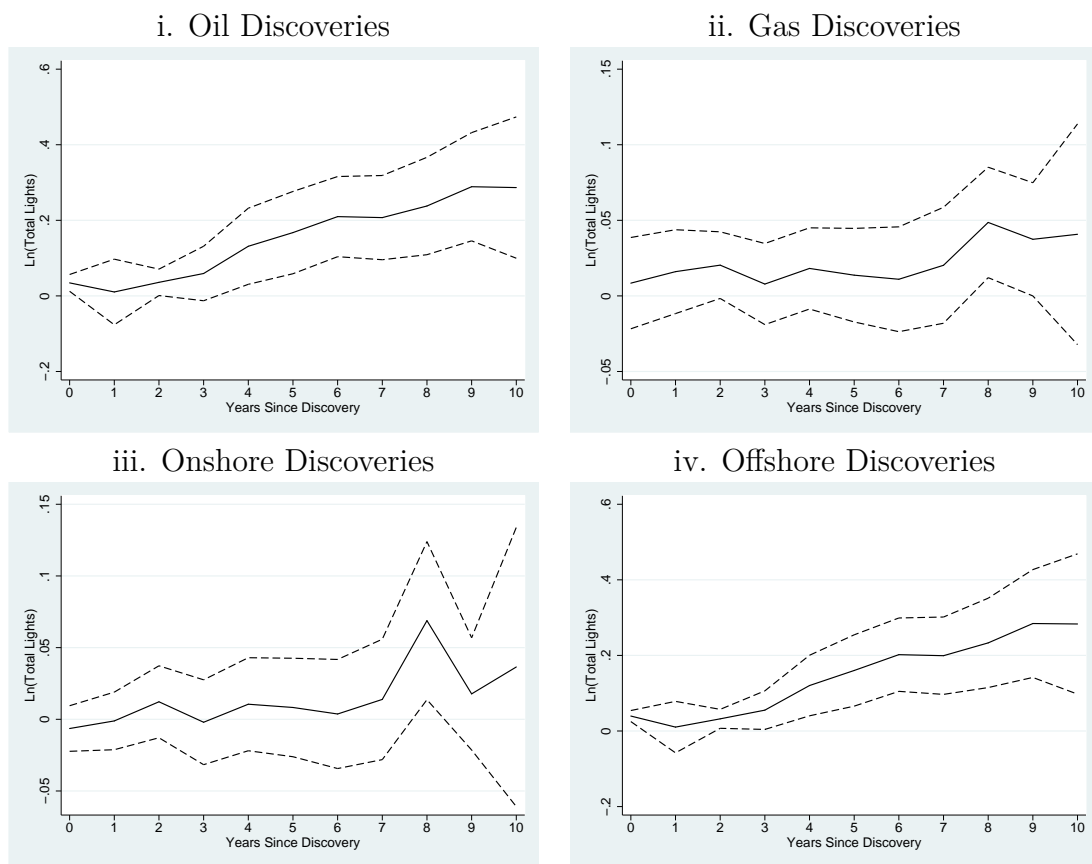 i. Oil Discoveries
Ln(Total Lights)
.6
.4
.2
0
-.2
0 1 2 3 4 5 6 7 8 9 10
Years Since Discovery
ii. Gas Discoveries
Ln(Total Lights)
.15
.1
.05
0
-.05
0 1 2 3 4 5 6 7 8 9 10
Years Since Discovery
iii. Onshore Discoveries
Ln(Total Lights)
.15
.1
.05
0
-.05
0 1 2 3 4 5 6 7 8 9 10
Years Since Discovery
iv. Offshore Discoveries
Ln(Total Lights)
.6
.4
.2
0
-.2
0 1 2 3 4 5 6 7 8 9 10
Years Since Discovery